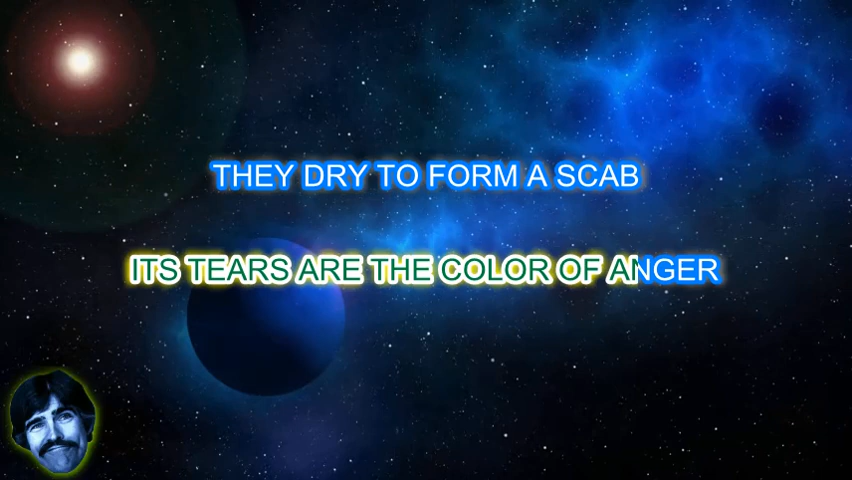 THEY DRY TO FORM A SCAB
ITS TEARS ARE THE COLOR OF ANGER